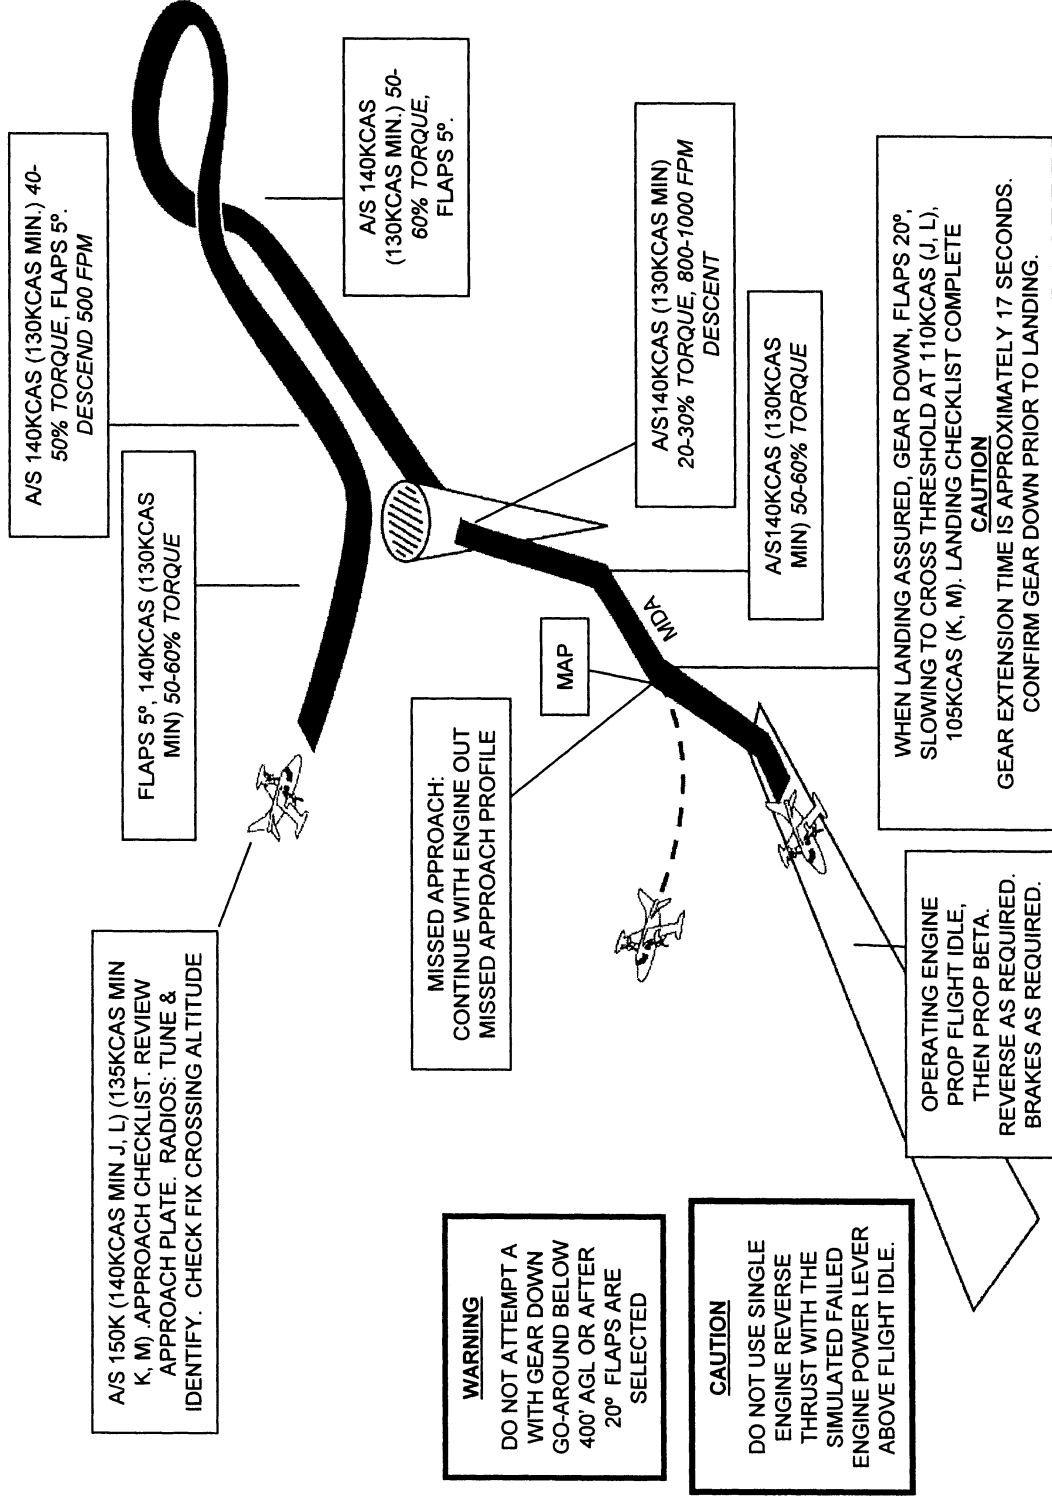 A/S 150K (140KCAS MIN J, L) (135KCAS MIN
K, M) .APPROACH CHECKLIST. REVIEW
APPROACH PLATE. RADIOS: TUNE &
IDENTIFY. CHECK FIX CROSSING ALTITUDE
FLAPS 5º, 140KCAS (130KCAS
MIN) 50-60% TORQUE
A/S 140KCAS (130KCAS MIN.) 40-
50% TORQUE, FLAPS 5º.
DESCEND 500 FPM
A/S 140KCAS
(130KCAS MIN.) 50-
60% TORQUE,
FLAPS 5º.
A/S140KCAS (130KCAS MIN)
20-30% TORQUE, 800-1000 FPM
DESCENT
A/S140KCAS (130KCAS
MIN) 50-60% TORQUE
MDA
MAP
MISSED APPROACH:
CONTINUE WITH ENGINE OUT
MISSED APPROACH PROFILE
WHEN LANDING ASSURED, GEAR DOWN, FLAPS 20º,
SLOWING TO CROSS THRESHOLD AT 110KCAS (J, L),
105KCAS (K, M). LANDING CHECKLIST COMPLETE
CAUTION
GEAR EXTENSION TIME IS APPROXIMATELY 17 SECONDS.
CONFIRM GEAR DOWN PRIOR TO LANDING.
OPERATING ENGINE
PROP FLIGHT IDLE,
THEN PROP BETA.
REVERSE AS REQUIRED.
BRAKES AS REQUIRED.
WARNING
DO NOT ATTEMPT A
WITH GEAR DOWN
GO-AROUND BELOW
400' AGL OR AFTER
20º FLAPS ARE
SELECTED
CAUTION
DO NOT USE SINGLE
ENGINE REVERSE
THRUST WITH THE
SIMULATED FAILED
ENGINE POWER LEVER
ABOVE FLIGHT IDLE.